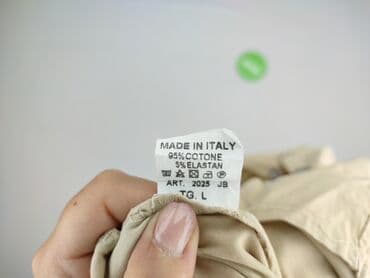 MADE IN ITALY
95%COTONE
5%ELASTAN
ART. 2025 JB
TG. L